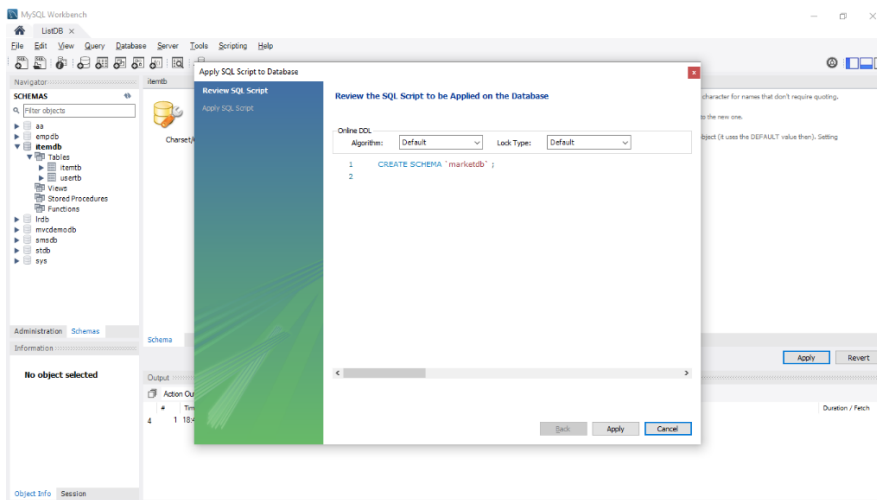 MySQL Workbench
ListDB ×
File Edit View Query Database Server Tools Scripting Help
Navigator
SCHEMAS
Filter objects
aa
empdb
itemdb
Tables
itemtb
usertb
Views
Stored Procedures
Functions
lrdb
mvcdemodb
smsdb
stdb
sys
Administration Schemas
Information
No object selected
Object Info Session
itemtb
Charset/
Schema
Output
Action Ou
# Tim
4 1 18:4
Apply SQL Script to Database
x
Review SQL Script
Apply SQL Script
Review the SQL Script to be Applied on the Database
Online DDL
Algorithm: Default Lock Type: Default
1 CREATE SCHEMA `marketdb` ;
2
Back Apply Cancel
character for names that don't require quoting.
to the new one.
bject (it uses the DEFAULT value then). Setting
Apply Revert
Duration / Fetch